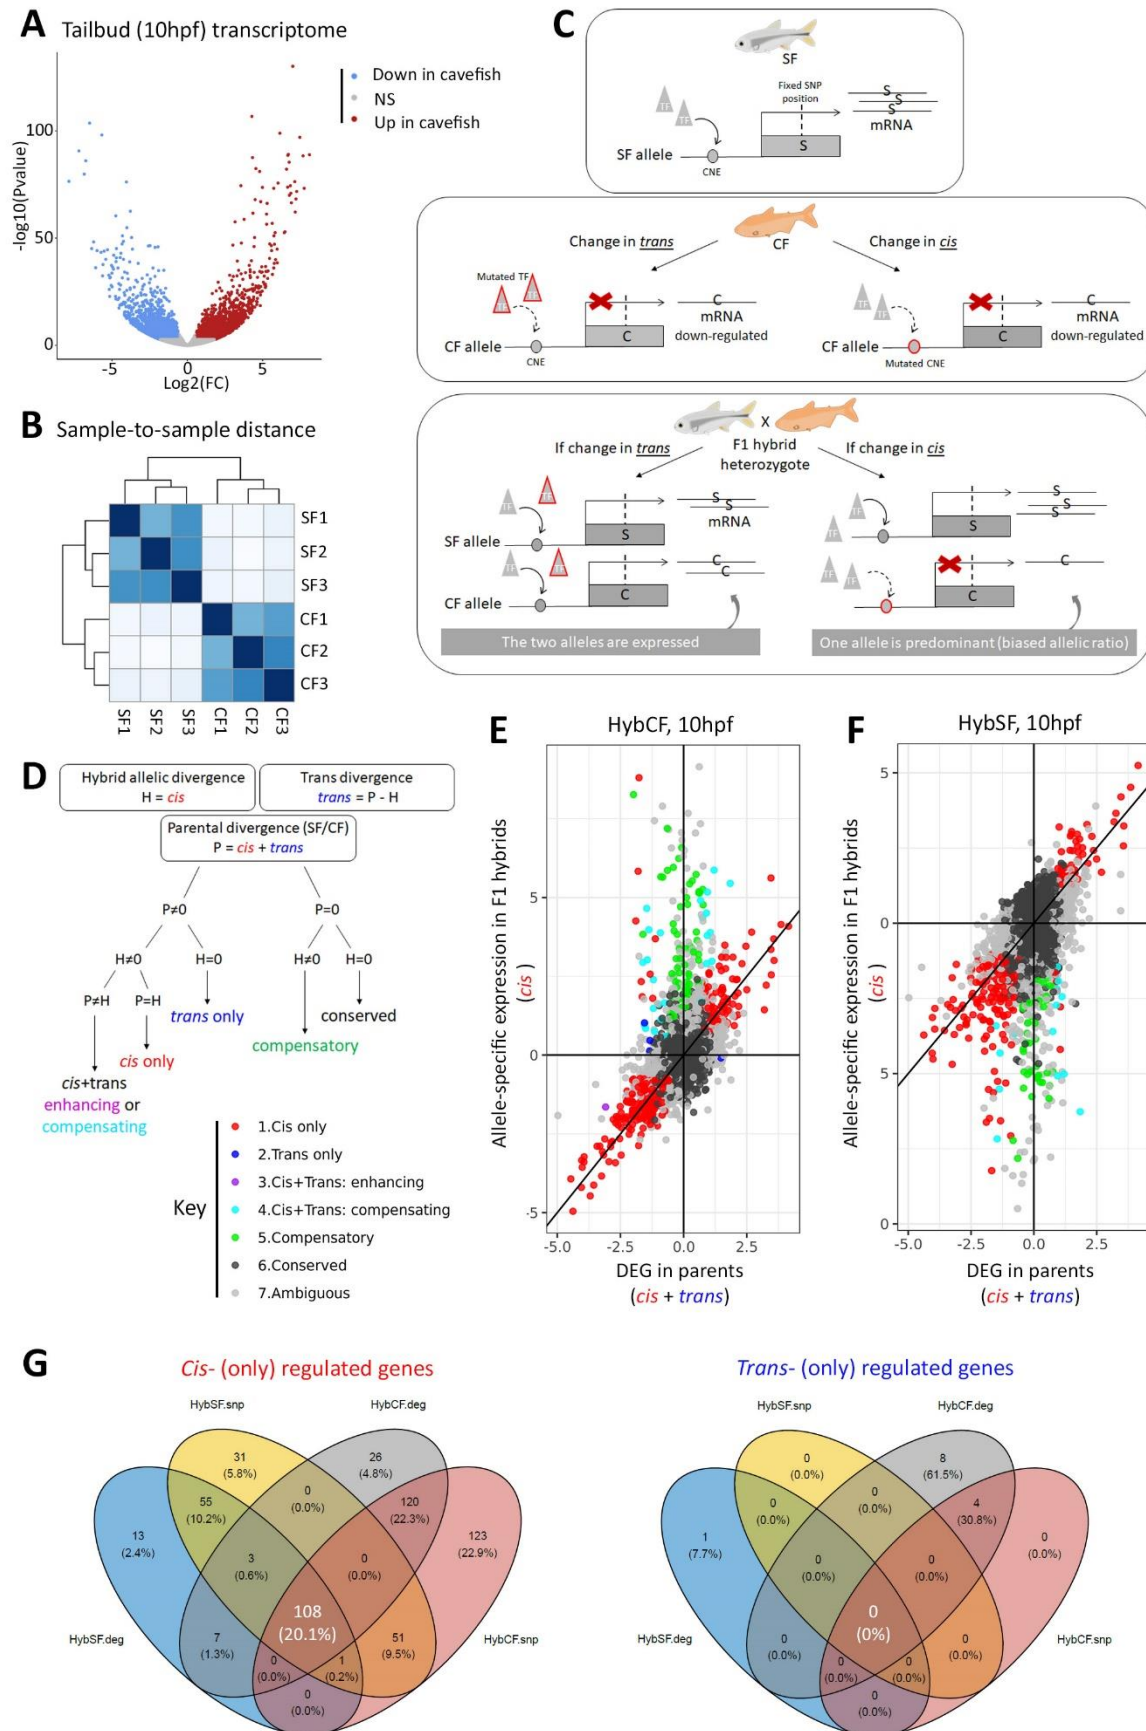 A Tailbud (10hpf) transcriptome
Down in cavefish
NS
Up in cavefish
-log10(Pvalue)
100
50
0
-5
0
5
Log2(FC)
B Sample-to-sample distance
SF1
SF2
SF3
CF1
CF2
CF3
SF1
SF2
SF3
CF1
CF2
CF3
C
SF
Fixed SNP
position
TF
TF
S
S
S
mRNA
SF allele
S
CNE
Change in trans
CF
Change in cis
Mutated TF
TF
TF
C
mRNA
down-regulated
CF allele
C
CNE
TF
TF
C
mRNA
down-regulated
CF allele
C
Mutated CNE
X
If change in trans
F1 hybrid
heterozygote
If change in cis
TF
TF
S
S
mRNA
SF allele
S
TF
TF
C
C
CF allele
C
TF
TF
S
S
S
S
TF
TF
C
C
The two alleles are expressed
One allele is predominant (biased allelic ratio)
D
Hybrid allelic divergence
H = cis
Trans divergence
trans = P - H
Parental divergence (SF/CF)
P = cis + trans
P≠0
P=0
H≠0
H=0
H≠0
H=0
P≠H
P=H
trans only
conserved
cis only
compensatory
cis+trans
enhancing or
compensating
Key
1.Cis only
2.Trans only
3.Cis+Trans: enhancing
4.Cis+Trans: compensating
5.Compensatory
6.Conserved
7.Ambiguous
E HybCF, 10hpf
Allele-specific expression in F1 hybrids
(cis)
5
0
-5
-5.0
-2.5
0.0
2.5
DEG in parents
(cis + trans)
F HybSF, 10hpf
Allele-specific expression in F1 hybrids
(cis)
5
0
5
0
-5.0
-2.5
0.0
2.5
DEG in parents
(cis + trans)
G
Cis- (only) regulated genes
HybSF.snp
HybCF.deg
31
(5.8%)
26
(4.8%)
0
(0.0%)
55
(10.2%)
120
(22.3%)
13
(2.4%)
123
(22.9%)
3
(0.6%)
0
(0.0%)
108
(20.1%)
HybSF.deg
7
(1.3%)
51
(9.5%)
HybCF.snp
0
(0.0%)
1
(0.2%)
0
(0.0%)
Trans- (only) regulated genes
HybSF.snp
HybCF.deg
0
(0.0%)
8
(61.5%)
0
(0.0%)
0
(0.0%)
4
(30.8%)
1
(7.7%)
0
(0.0%)
0
(0.0%)
0
(0.0%)
0
(0%)
HybSF.deg
0
(0.0%)
0
(0.0%)
HybCF.snp
0
(0.0%)
0
(0.0%)
0
(0.0%)